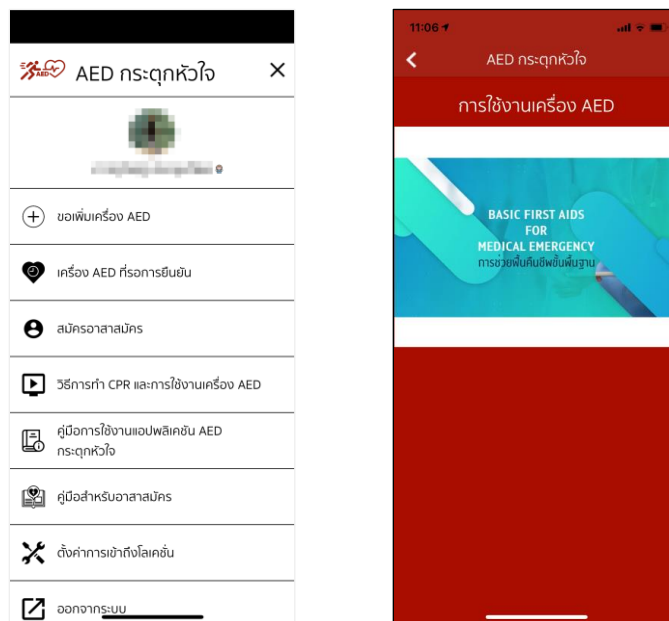 AED
AED กระตุกหัวใจ
ขอเพิ่มเครื่อง AED
เครื่อง AED ที่รอการยืนยัน
สมัครอาสาสมัคร
วิธีการทำ CPR และการใช้งานเครื่อง AED
คู่มือการใช้งานแอปพลิเคชัน AED
กระตุกหัวใจ
คู่มือสำหรับอาสาสมัคร
ตั้งค่าการเข้าถึงโลเคชั่น
ออกจากระบบ
11:06
AED กระตุกหัวใจ
การใช้งานเครื่อง AED
BASIC FIRST AIDS
FOR
MEDICAL EMERGENCY
การช่วยฟื้นคืนชีพขั้นพื้นฐาน